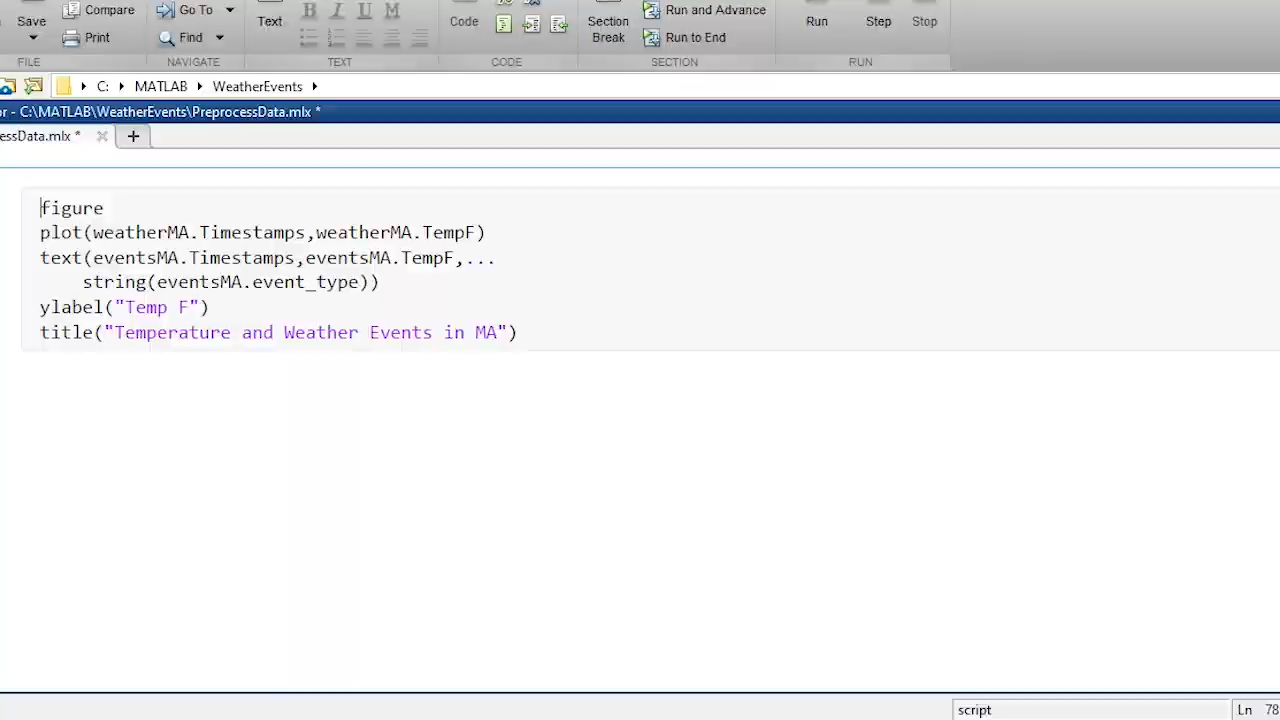 Save
Compare
Print
FILE
Go To
Find
NAVIGATE
Text
B I U M
TEXT
Code
CODE
Section
Break
Run and Advance
Run to End
SECTION
Run
Step
Stop
RUN
C: MATLAB WeatherEvents
or - C:\MATLAB\WeatherEvents\PreprocessData.mlx *
essData.mlx *
figure
plot(weatherMA.Timestamps,weatherMA.TempF)
text(eventsMA.Timestamps,eventsMA.TempF,...
string(eventsMA.event_type))
ylabel("Temp F")
title("Temperature and Weather Events in MA")
script
Ln 78